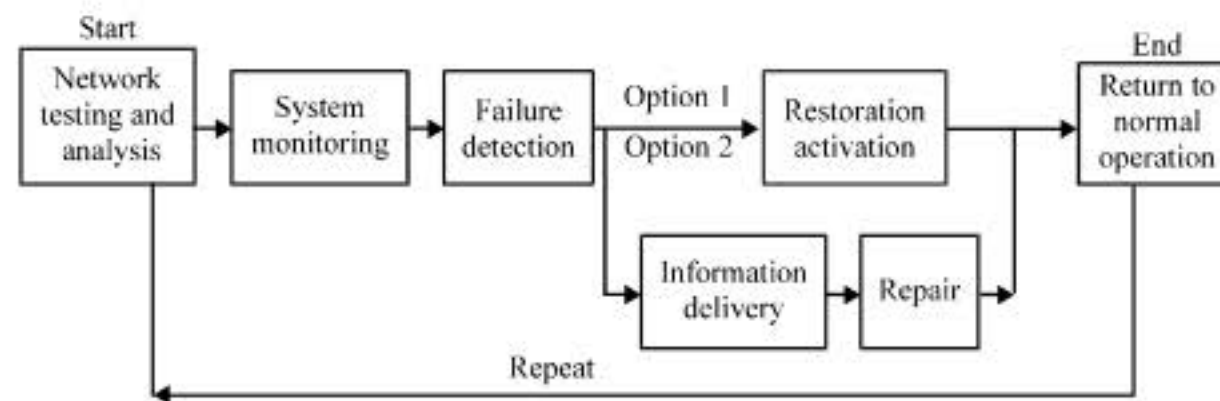 Start
Network
testing and
analysis
System
monitoring
Failure
detection
Option 1
Option 2
Restoration
activation
End
Return to
normal
operation
Information
delivery
Repair
Repeat